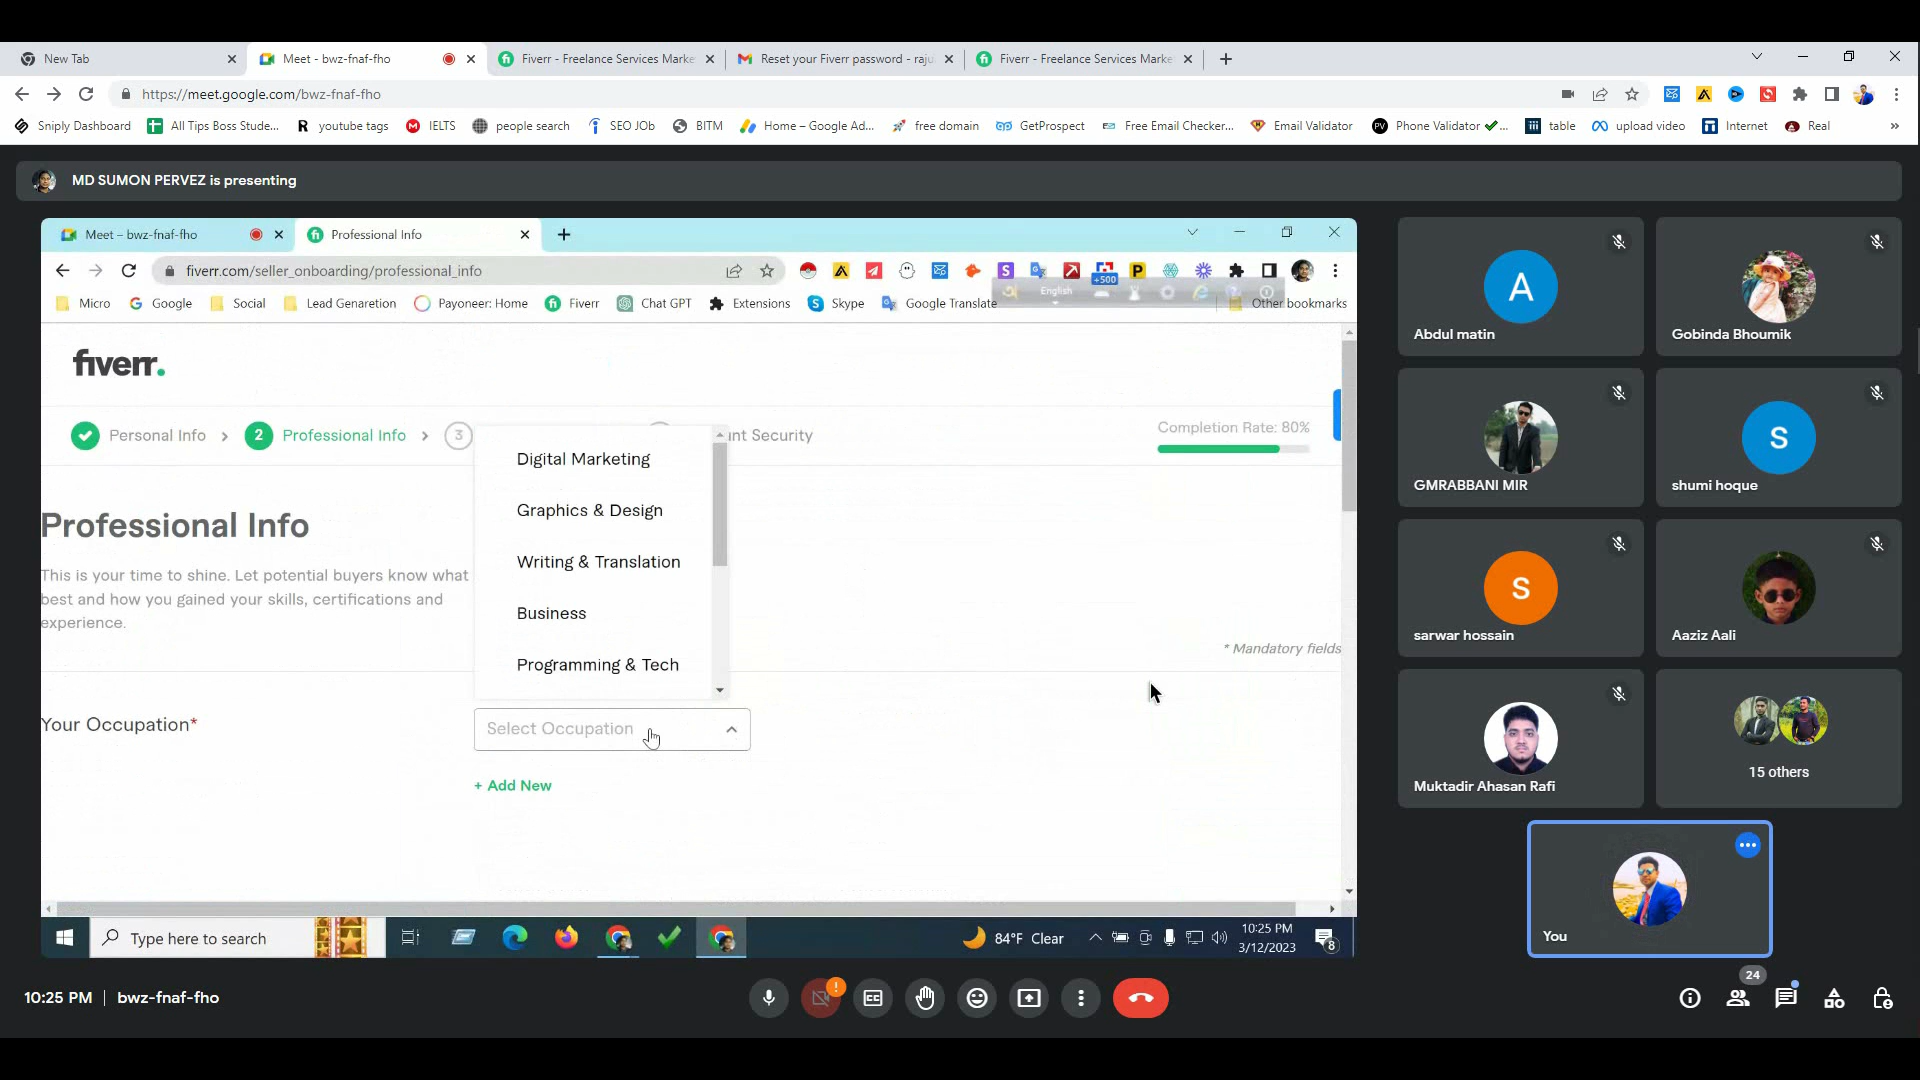 New Tab
Meet - bwz-fnaf-fho
Fiverr - Freelance Services Marke
Reset your Fiverr password - raju
Fiverr - Freelance Services Marke
https://meet.google.com/bwz-fnaf-fho
Sniply Dashboard
All Tips Boss Stude...
youtube tags
IELTS
people search
SEO JOb
BITM
Home – Google Ad...
free domain
GetProspect
Free Email Checker...
Email Validator
Phone Validator ✔...
table
upload video
Internet
Real
MD SUMON PERVEZ is presenting
Meet – bwz-fnaf-fho
Professional Info
fiverr.com/seller_onboarding/professional_info
+500
English
Micro
Google
Social
Lead Genaretion
Payoneer: Home
Fiverr
Chat GPT
Extensions
Skype
Google Translate
Other bookmarks
fiverr.
Personal Info
2 Professional Info
3
nt Security
Completion Rate: 80%
Digital Marketing
Graphics & Design
Writing & Translation
Business
Programming & Tech
Professional Info
This is your time to shine. Let potential buyers know what
best and how you gained your skills, certifications and
experience.
* Mandatory fields
Your Occupation*
Select Occupation
+ Add New
Type here to search
84°F Clear
10:25 PM
3/12/2023
8
A
Abdul matin
Gobinda Bhoumik
GMRABBANI MIR
S
shumi hoque
S
sarwar hossain
Aaziz Aali
Muktadir Ahasan Rafi
15 others
You
10:25 PM | bwz-fnaf-fho
24